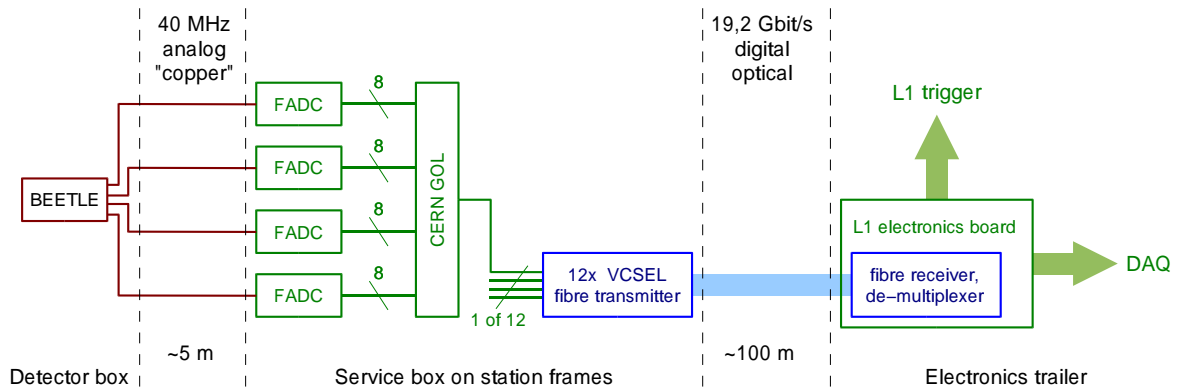 40 MHz
analog
"copper"
19,2 Gbit/s
digital
optical
8
FADC
L1 trigger
8
FADC
BEETLE
CERN GOL
8
FADC
L1 electronics board
8
FADC
12x VCSEL
fibre transmitter
fibre receiver,
de–multiplexer
DAQ
1 of 12
~5 m
~100 m
Detector box
Service box on station frames
Electronics trailer